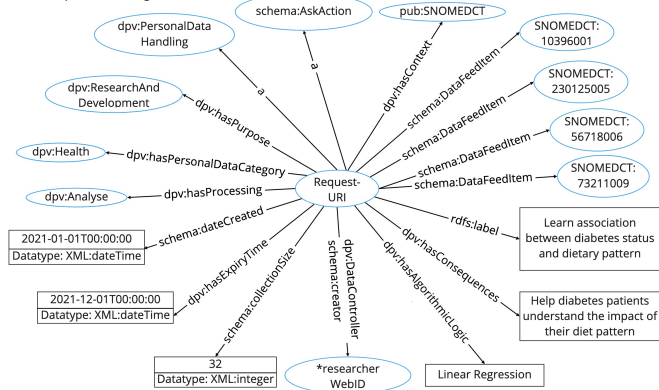 dpv:PersonalData
Handling
schema:AskAction
pub:SNOMEDCT
SNOMEDCT:
10396001
a
a
dpv:hasContext
schema:DataFeedItem
dpv:ResearchAnd
Development
dpv:hasPurpose
schema:DataFeedItem
SNOMEDCT:
230125005
schema:DataFeedItem
SNOMEDCT:
56718006
dpv:Health
dpv:hasPersonalDataCategory
schema:DataFeedItem
SNOMEDCT:
73211009
Request-
URI
dpv:Analyse
dpv:hasProcessing
schema:dateCreated
rdfs:label
Learn association
between diabetes status
and dietary pattern
2021-01-01T00:00:00
Datatype: XML:dateTime
dpv:hasExpiryTime
schema:collectionSize
dpv:DataController
schema:creator
dpv:hasAlgorithmicLogic
dpv:hasConsequences
2021-12-01T00:00:00
Datatype: XML:dateTime
Help diabetes patients
understand the impact of
their diet pattern
32
Datatype: XML:integer
*researcher
WebID
Linear Regression